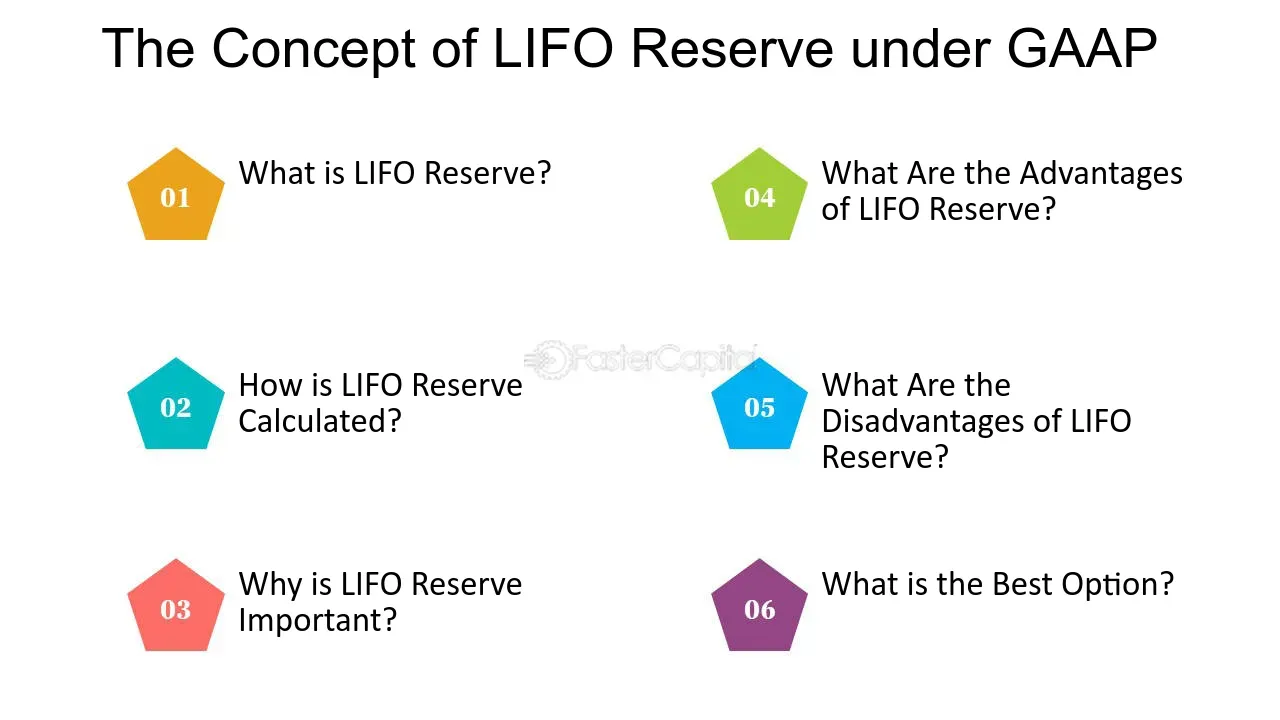 The Concept of LIFO Reserve under GAAP
01
What is LIFO Reserve?
02
How is LIFO Reserve
Calculated?
03
Why is LIFO Reserve
Important?
04
What Are the Advantages
of LIFO Reserve?
FasterCapital
05
What Are the
Disadvantages of LIFO
Reserve?
06
What is the Best Option?